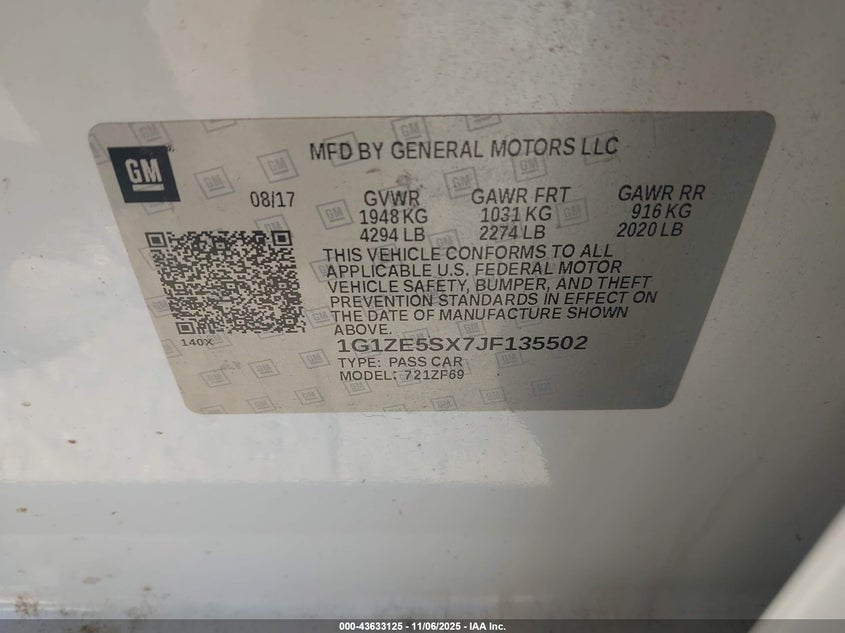 GM
MFD BY GENERAL MOTORS LLC
08/17 GVWR GAWR FRT GAWR RR
1948 KG 1031 KG 916 KG
4294 LB 2274 LB 2020 LB
THIS VEHICLE CONFORMS TO ALL
APPLICABLE U.S. FEDERAL MOTOR
VEHICLE SAFETY, BUMPER, AND THEFT
PREVENTION STANDARDS IN EFFECT ON
THE DATE OF MANUFACTURE SHOWN
ABOVE.
140X
1G1ZE5SX7JF135502
TYPE: PASS CAR
MODEL: 721ZF69
000-43633125 - 11/06/2025 - IAA Inc.